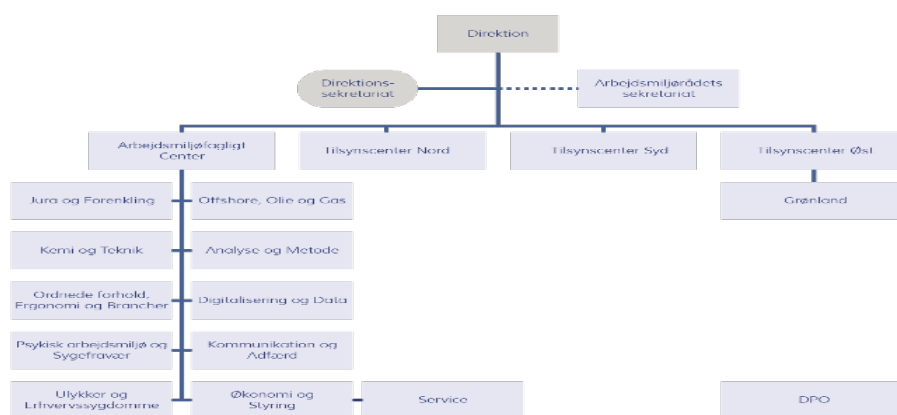 Direktion
Direktions-
sekretariat
Arbejdsmiljørådets
sekretariat
Arbejdsmiljøfagligt
Center
Tilsynscenter Nord
Tilsynscenter Syd
Tilsynscenter Øst
Jura og Forenkling
Offshore, Olie og Gas
Grønland
Kemi og Teknik
Analyse og Metode
Ordnede forhold,
Ergonomi og Brancher
Digitalisering og Data
Psykisk arbejdsmiljø og
Sygefravær
Kommunikation og
Adfærd
Ulykker og
Erhvervssygdomme
Økonomi og
Styring
Service
DPO